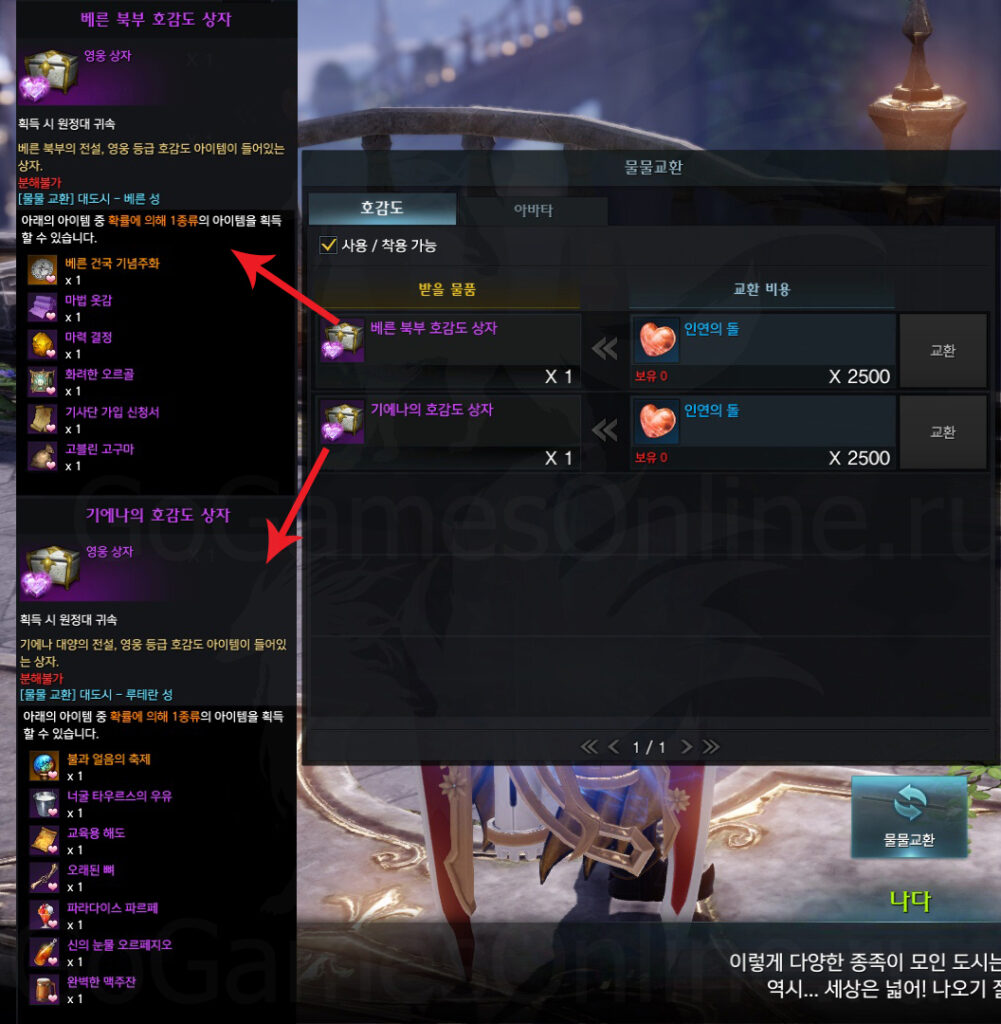 베른 북부 호감도 상자
영웅 상자
획득 시 원정대 귀속
베른 북부의 전설, 영웅 등급 호감도 아이템이 들어있는
상자.
분해불가
[물물 교환] 대도시 - 베른 성
아래의 아이템 중 확률에 의해 1종류의 아이템을 획득
할 수 있습니다.
베른 건국 기념주화
x 1
마법 옷감
x 1
마력 결정
x 1
화려한 오르골
x 1
기사단 가입 신청서
x 1
고블린 고구마
x 1
기에나의 호감도 상자
영웅 상자
획득 시 원정대 귀속
기에나 대양의 전설, 영웅 등급 호감도 아이템이 들어있
는 상자.
분해불가
[물물 교환] 대도시 - 루테란 성
아래의 아이템 중 확률에 의해 1종류의 아이템을 획득
할 수 있습니다.
불과 얼음의 축제
x 1
너굴 타우르스의 우유
x 1
교육용 해도
x 1
오래된 뼈
x 1
파라다이스 파르페
x 1
신의 눈물 오르페지오
x 1
완벽한 맥주잔
x 1
물물교환
호감도 아바타
사용 / 착용 가능
받을 물품 교환 비용
베른 북부 호감도 상자
X 1
인연의 돌
보유 0 X 2500
교환
기에나의 호감도 상자
X 1
인연의 돌
보유 0 X 2500
교환
1 / 1
물물교환
나다
이렇게 다양한 종족이 모인 도시는
역시... 세상은 넓어! 나오기 잘
GoGamesOnline.ru
GoGamesOnline.ru